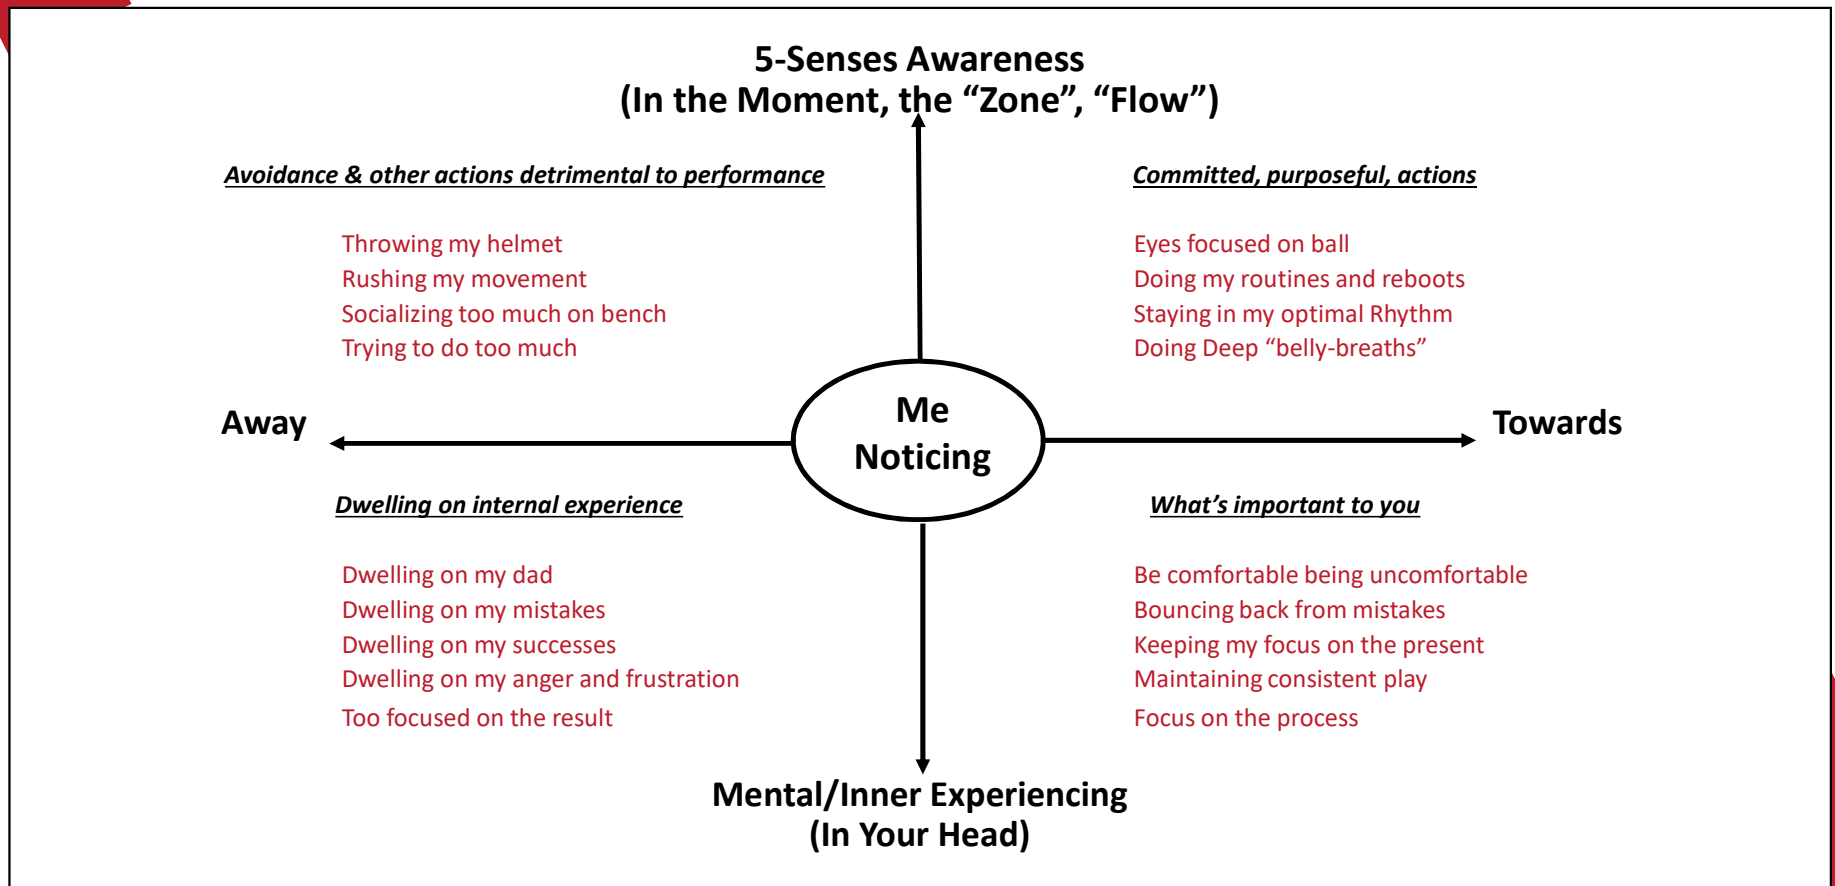 5-Senses Awareness
(In the Moment, the “Zone”, “Flow”)
Avoidance & other actions detrimental to performance
Throwing my helmet
Rushing my movement
Socializing too much on bench
Trying to do too much
Committed, purposeful, actions
Eyes focused on ball
Doing my routines and reboots
Staying in my optimal Rhythm
Doing Deep “belly-breaths”
Away
Me
Noticing
Towards
Dwelling on internal experience
Dwelling on my dad
Dwelling on my mistakes
Dwelling on my successes
Dwelling on my anger and frustration
Too focused on the result
What’s important to you
Be comfortable being uncomfortable
Bouncing back from mistakes
Keeping my focus on the present
Maintaining consistent play
Focus on the process
Mental/Inner Experiencing
(In Your Head)